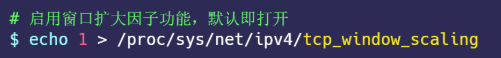 # 启用窗口扩大因子功能，默认即打开
$ echo 1 > /proc/sys/net/ipv4/tcp_window_scaling